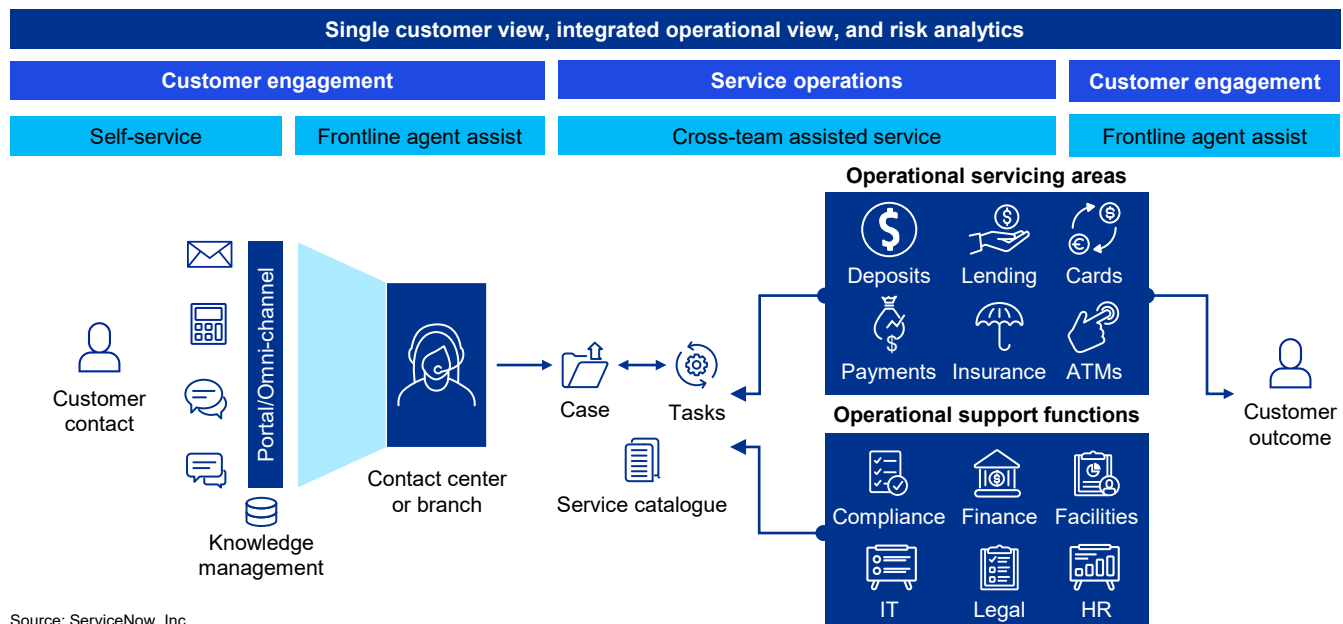 Single customer view, integrated operational view, and risk analytics
Customer engagement
Service operations
Customer engagement
Self-service
Frontline agent assist
Cross-team assisted service
Frontline agent assist
Customer
contact
Portal/Omni-channel
Knowledge
management
Contact center
or branch
Case
Tasks
Service catalogue
Operational servicing areas
Deposits
Lending
Cards
Payments
Insurance
ATMs
Operational support functions
Compliance
Finance
Facilities
IT
Legal
HR
Customer
outcome
Source: ServiceNow, Inc